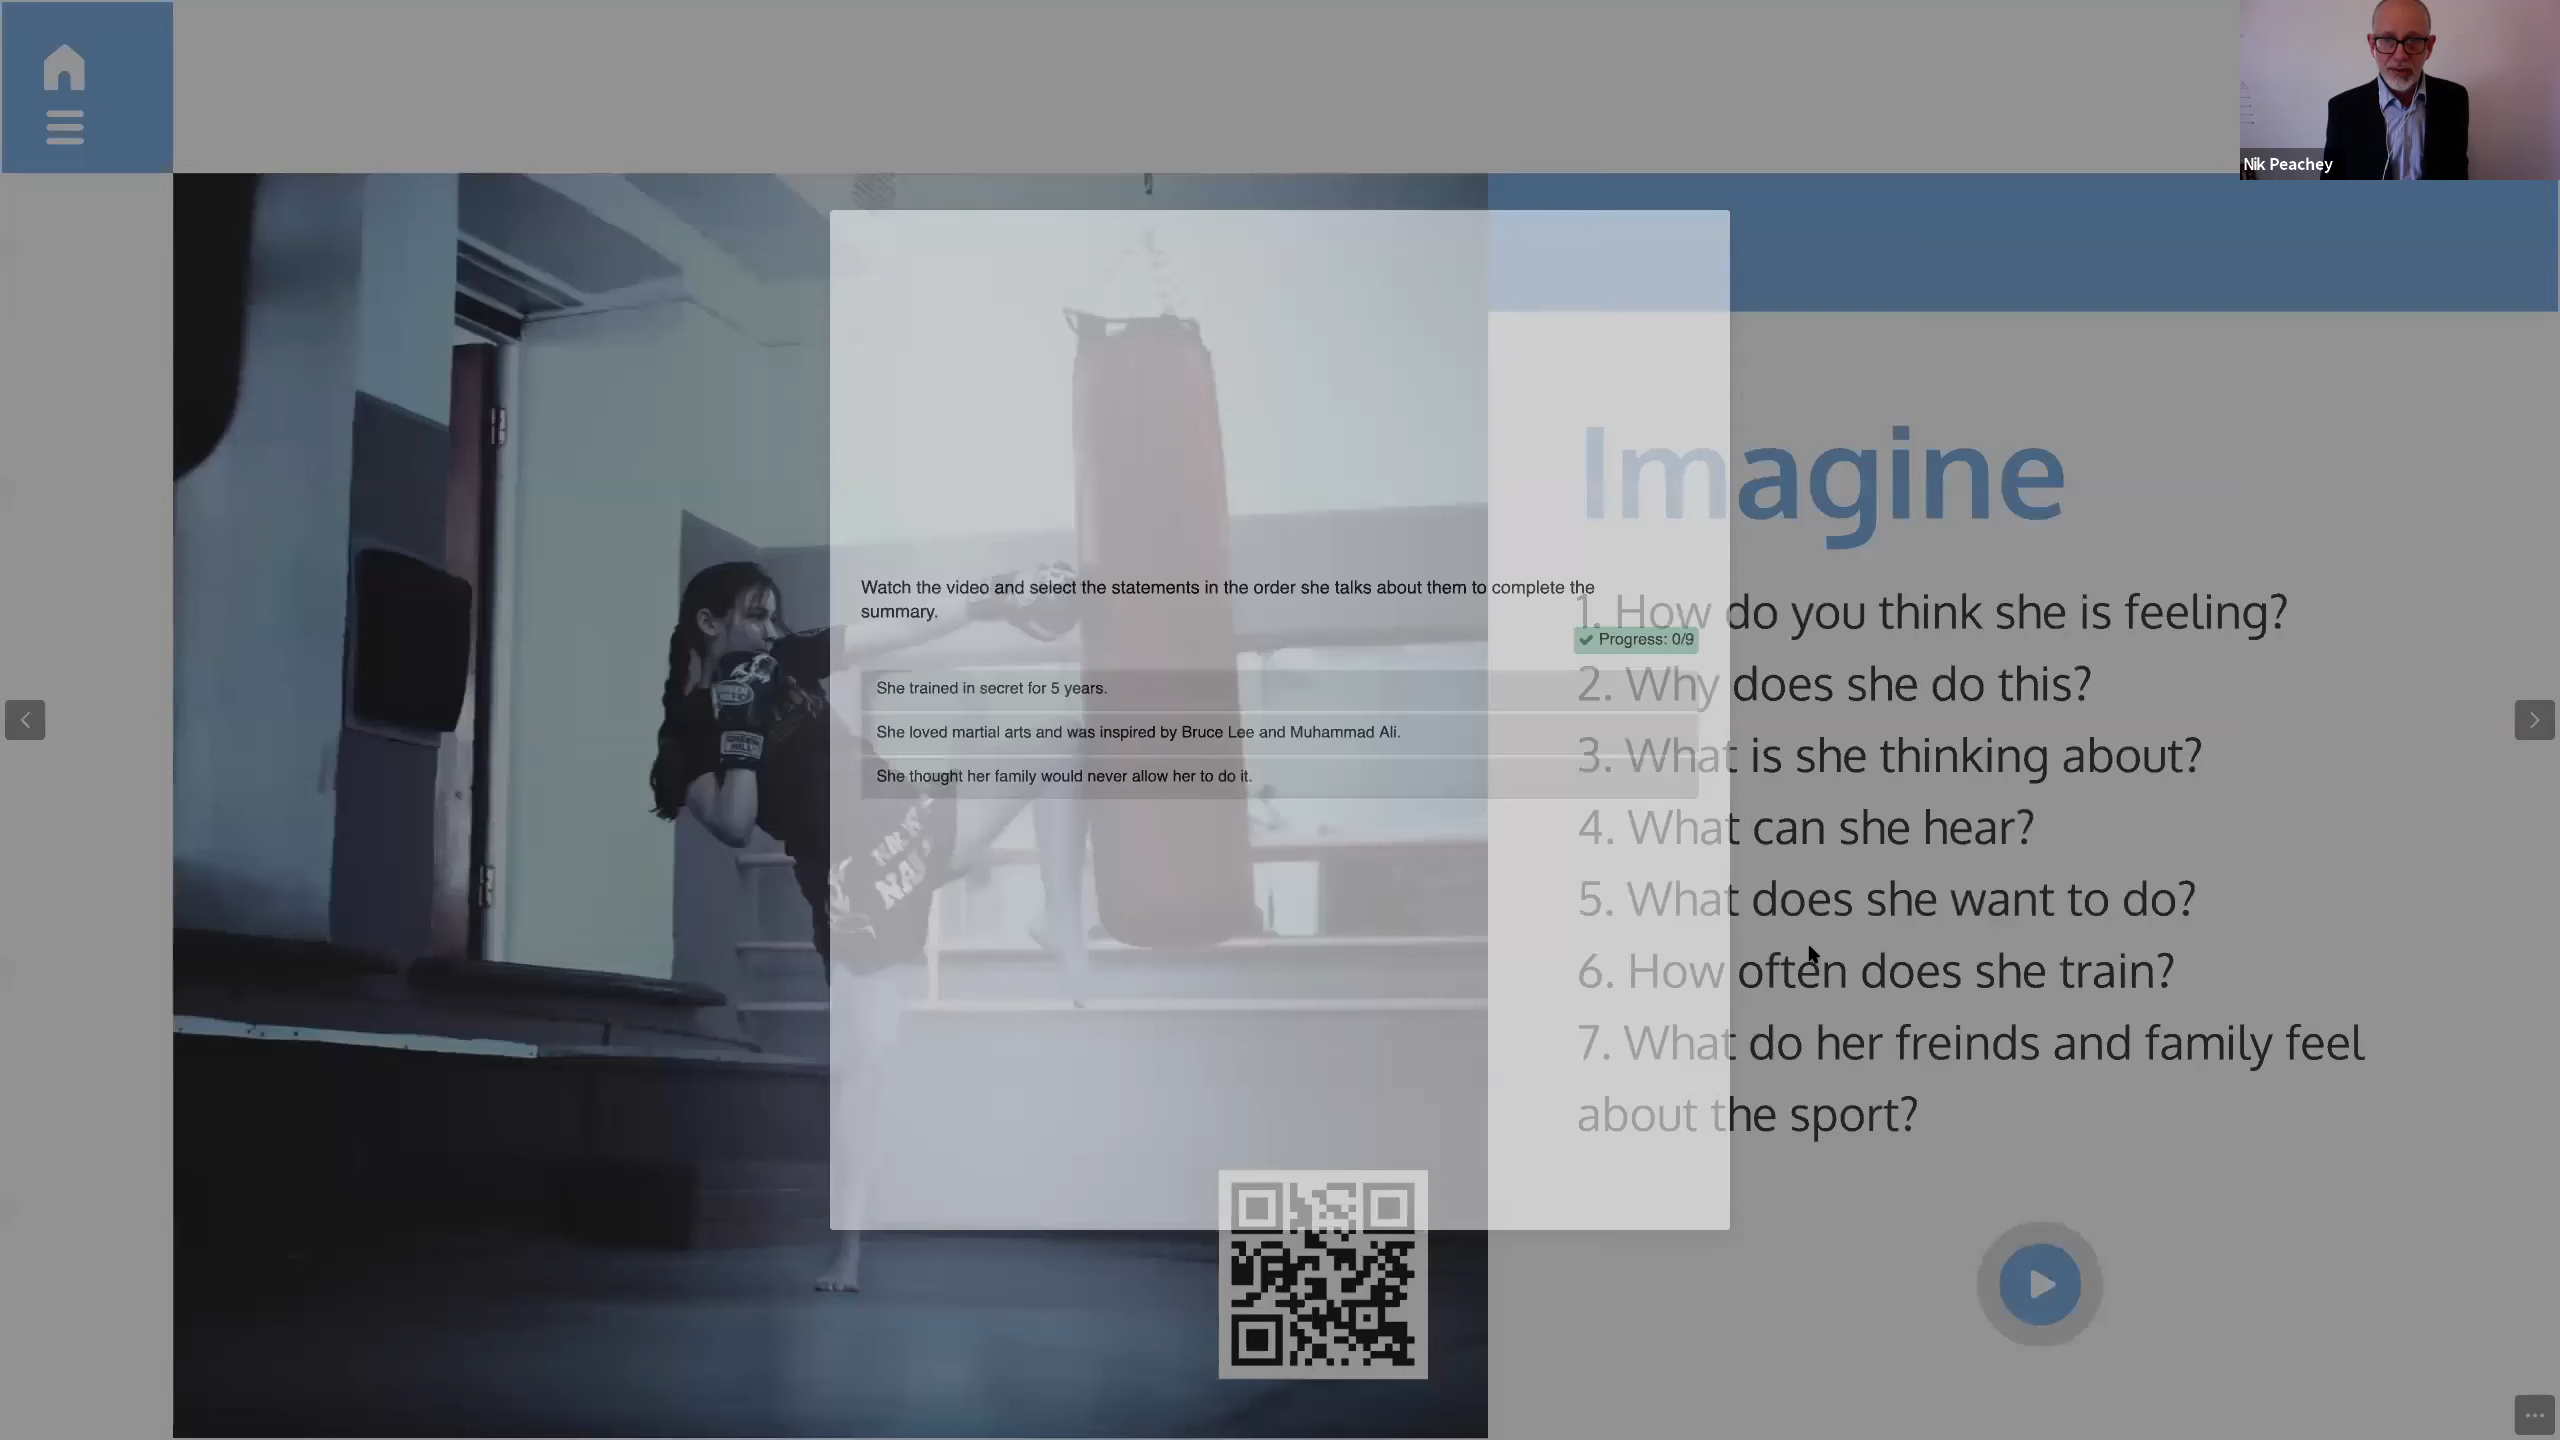 Nik Peachey
Imagine
1. How do you think she is feeling?
2. Why does she do this?
3. What is she thinking about?
4. What can she hear?
5. What does she want to do?
6. How often does she train?
7. What do her freinds and family feel
about the sport?
Watch the video and select the statements in the order she talks about them to complete the
summary.
Progress: 0/9
She trained in secret for 5 years.
She loved martial arts and was inspired by Bruce Lee and Muhammad Ali.
She thought her family would never allow her to do it.